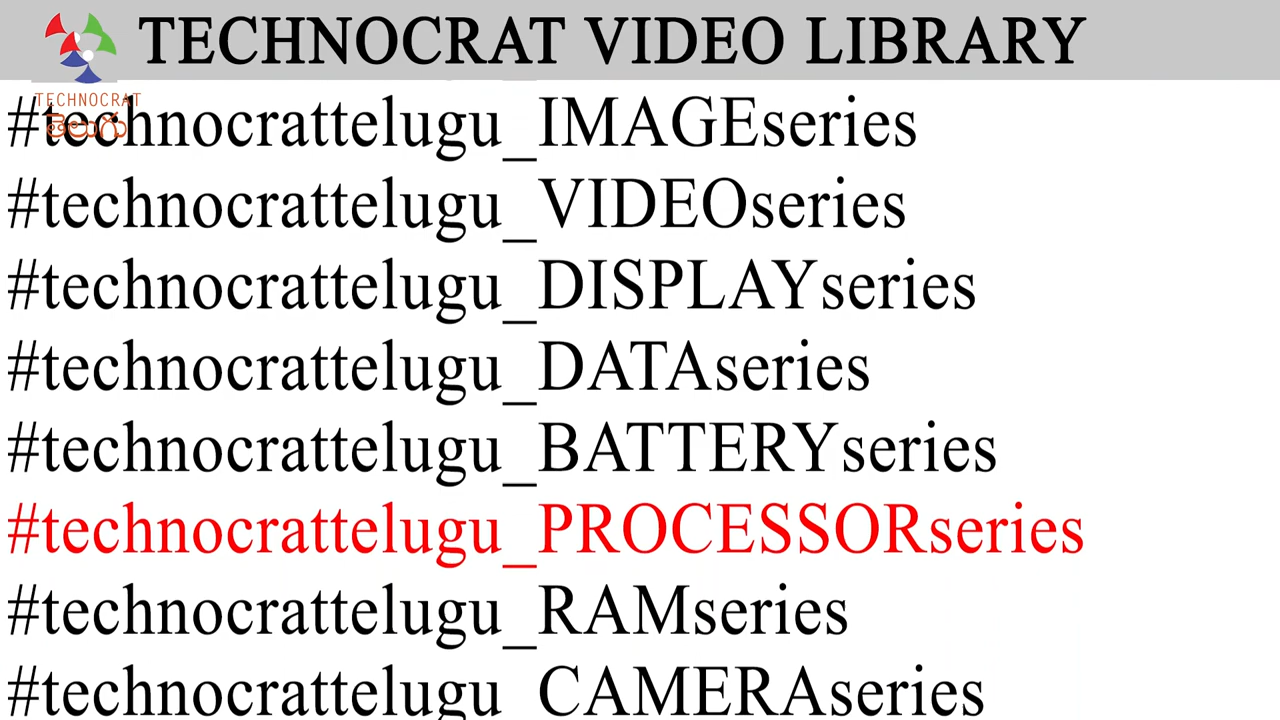 TECHNOCRAT VIDEO LIBRARY
TECHNOCRAT
తెలుగు
#technocrattelugu_IMAGEseries
#technocrattelugu_VIDEOseries
#technocrattelugu_DISPLAYseries
#technocrattelugu_DATAseries
#technocrattelugu_BATTERYseries
#technocrattelugu_PROCESSORseries
#technocrattelugu_RAMseries
#technocrattelugu_CAMERAseries